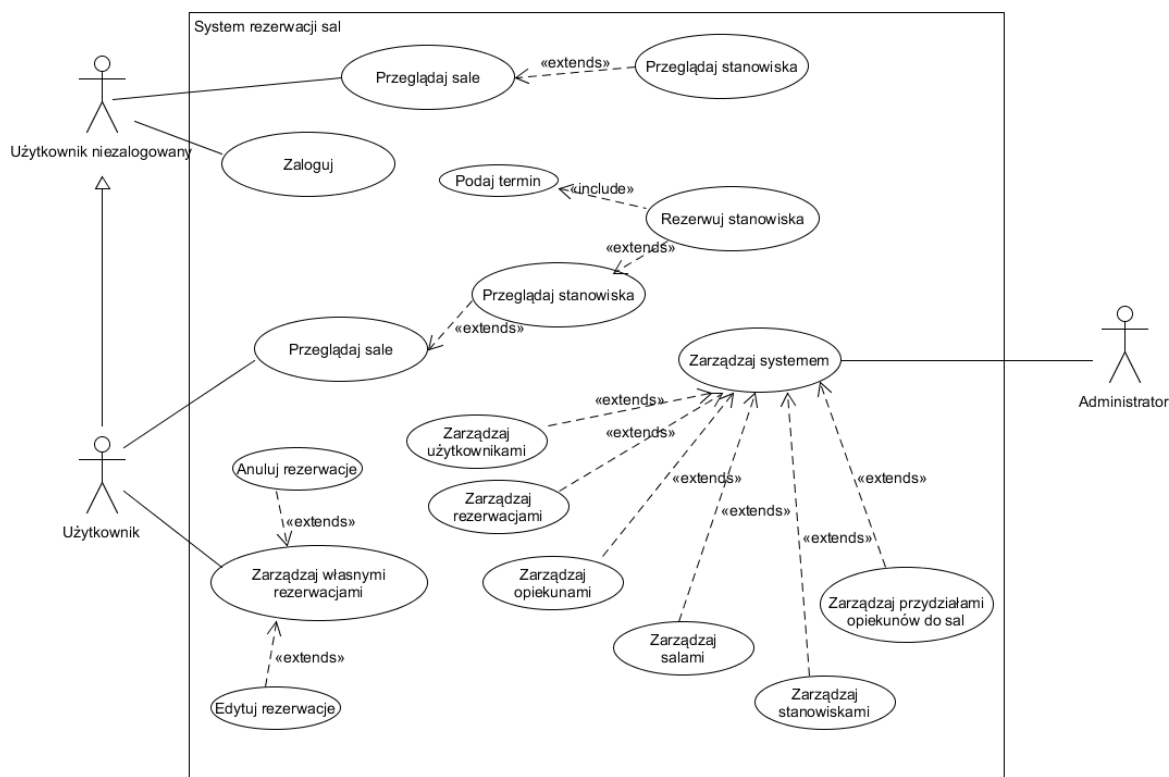 System rezerwacji sal
Przeglądaj sale
«extends»
Przeglądaj stanowiska
Użytkownik niezalogowany
Zaloguj
Podaj termin
«include»
Rezerwuj stanowiska
«extends»
Przeglądaj stanowiska
«extends»
Przeglądaj sale
Zarządzaj systemem
Administrator
«extends»
Zarządzaj
użytkownikami
«extends»
Anuluj rezerwacje
«extends»
«extends»
Zarządzaj
rezerwacjami
«extends»
«extends»
Użytkownik
«extends»
Zarządzaj własnymi
rezerwacjami
Zarządzaj
opiekunami
Zarządzaj przydziałami
opiekunów do sal
Zarządzaj
salami
«extends»
Zarządzaj
stanowiskami
Edytuj rezerwacje